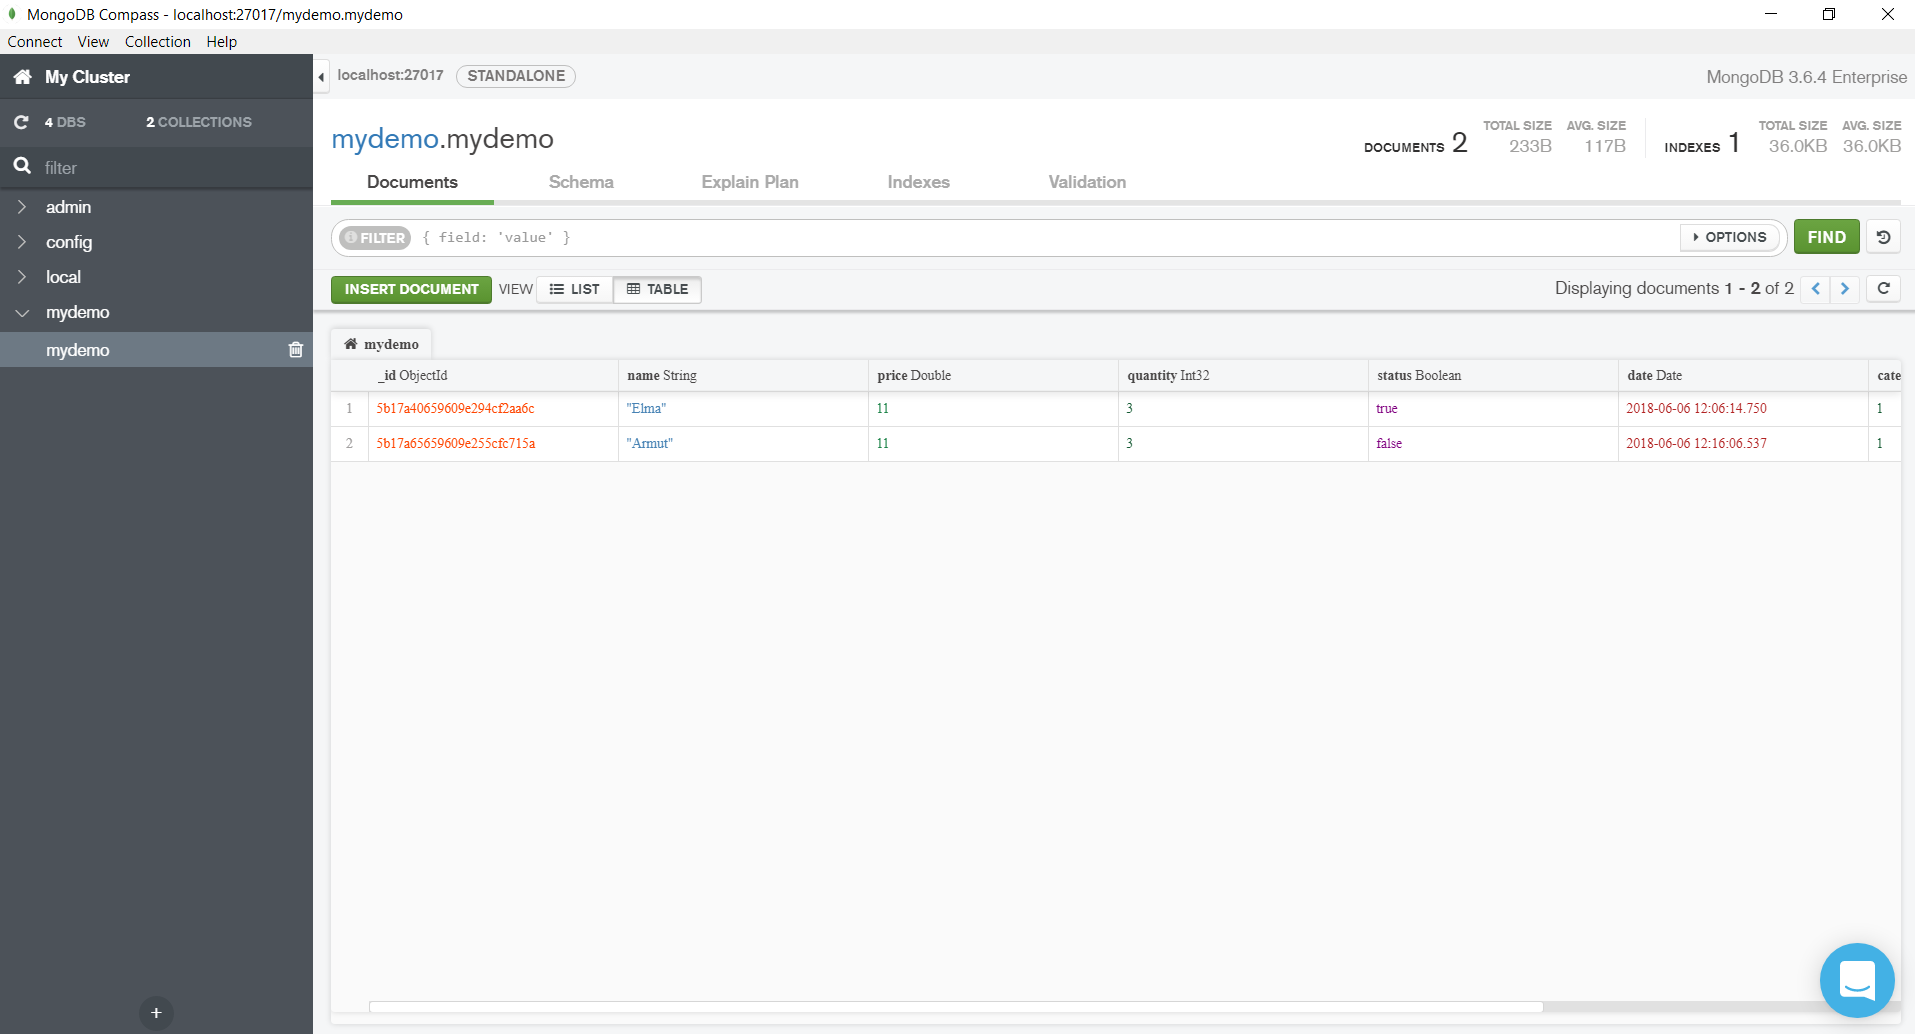 MongoDB Compass - localhost:27017/mydemo.mydemo
Connect View Collection Help
My Cluster
4 DBS 2 COLLECTIONS
filter
admin
config
local
mydemo
mydemo
+
localhost:27017 STANDALONE MongoDB 3.6.4 Enterprise
mydemo.mydemo
DOCUMENTS 2 TOTAL SIZE 233B AVG. SIZE 117B INDEXES 1 TOTAL SIZE 36.0KB AVG. SIZE 36.0KB
Documents Schema Explain Plan Indexes Validation
FILTER { field: 'value' } OPTIONS FIND
INSERT DOCUMENT VIEW LIST TABLE Displaying documents 1 - 2 of 2
mydemo
_id ObjectId name String price Double quantity Int32 status Boolean date Date cate
1 5b17a40659609e294cf2aa6c "Elma" 11 3 true 2018-06-06 12:06:14.750 1
2 5b17a65659609e255cfc715a "Armut" 11 3 false 2018-06-06 12:16:06.537 1